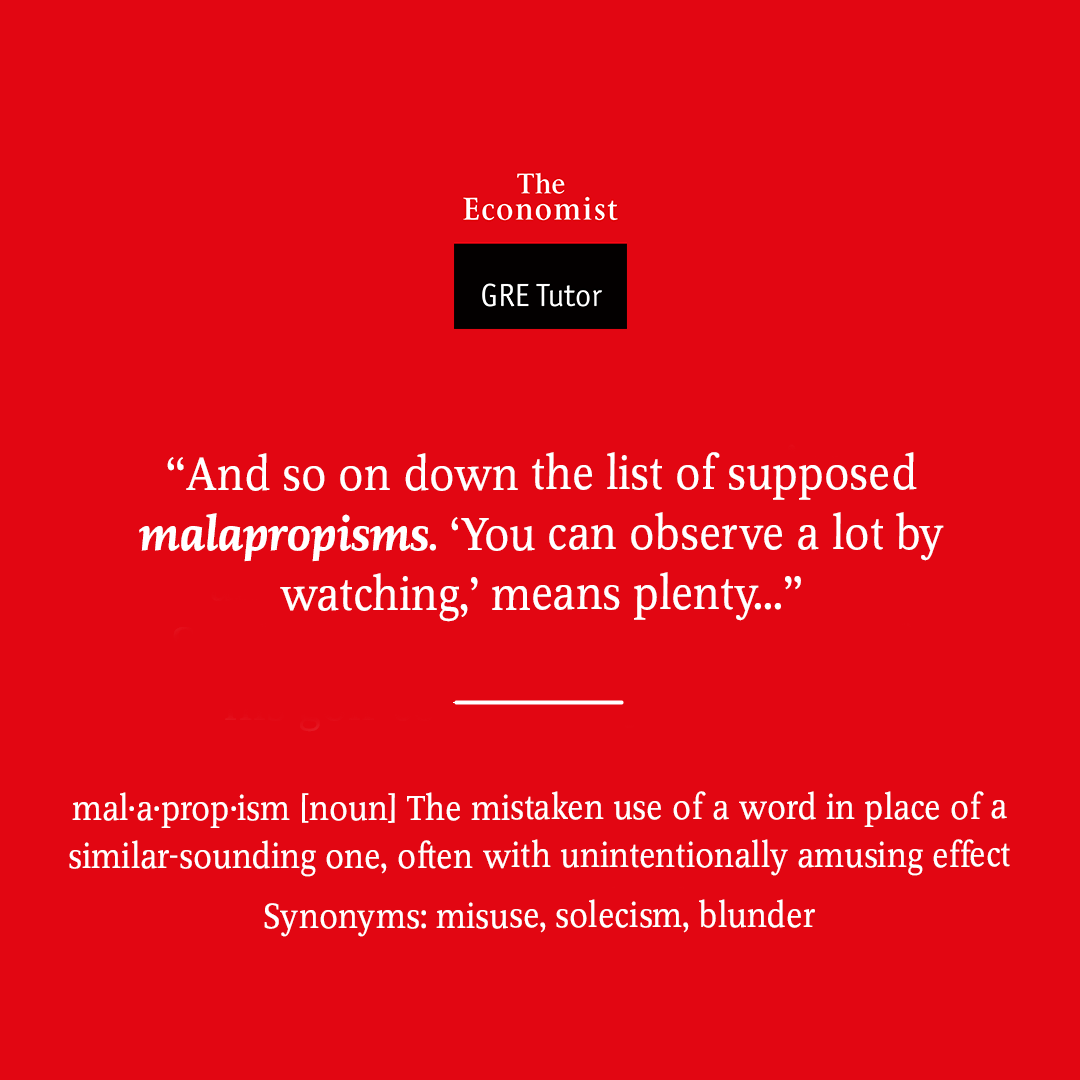 The
Economist
GRE Tutor
“And so on down the list of supposed
malapropisms. ‘You can observe a lot by
watching,’ means plenty...”
mal·a·prop·ism [noun] The mistaken use of a word in place of a
similar-sounding one, often with unintentionally amusing effect
Synonyms: misuse, solecism, blunder